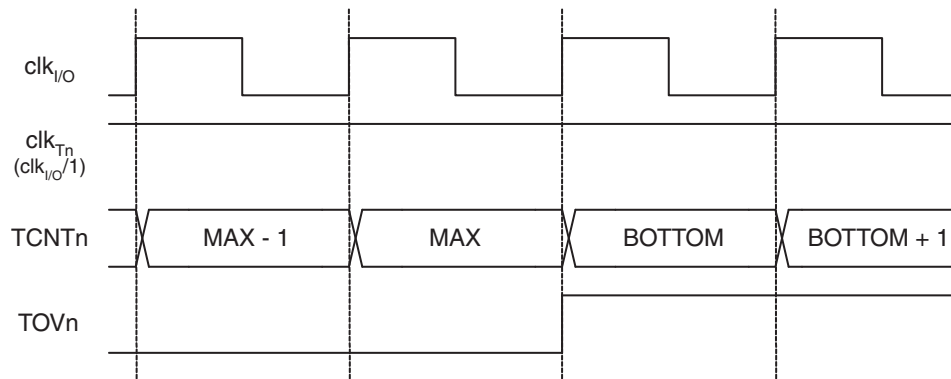 clkI/O
clkTn
(clkI/O/1)
TCNTn MAX - 1 MAX BOTTOM BOTTOM + 1
TOVn